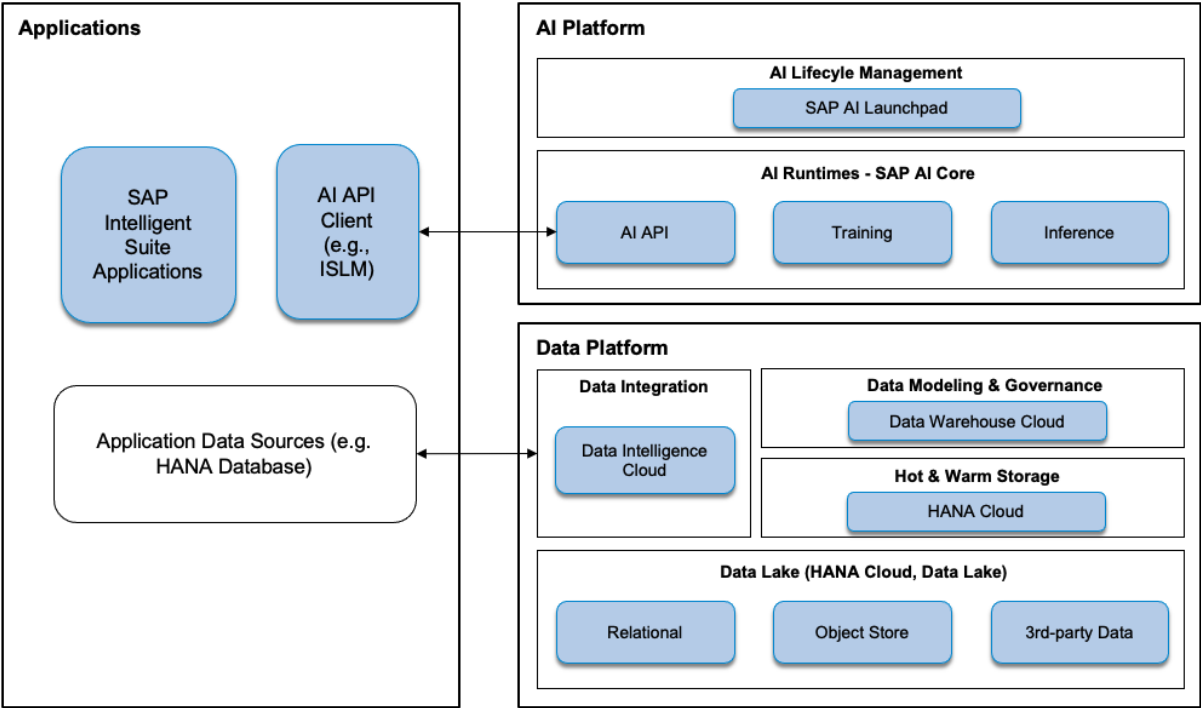 Applications
SAP
Intelligent
Suite
Applications
AI API
Client
(e.g.,
ISLM)
Application Data Sources (e.g.
HANA Database)
AI Platform
AI Lifecyle Management
SAP AI Launchpad
AI Runtimes - SAP AI Core
AI API
Training
Inference
Data Platform
Data Integration
Data Intelligence
Cloud
Data Modeling & Governance
Data Warehouse Cloud
Hot & Warm Storage
HANA Cloud
Data Lake (HANA Cloud, Data Lake)
Relational
Object Store
3rd-party Data